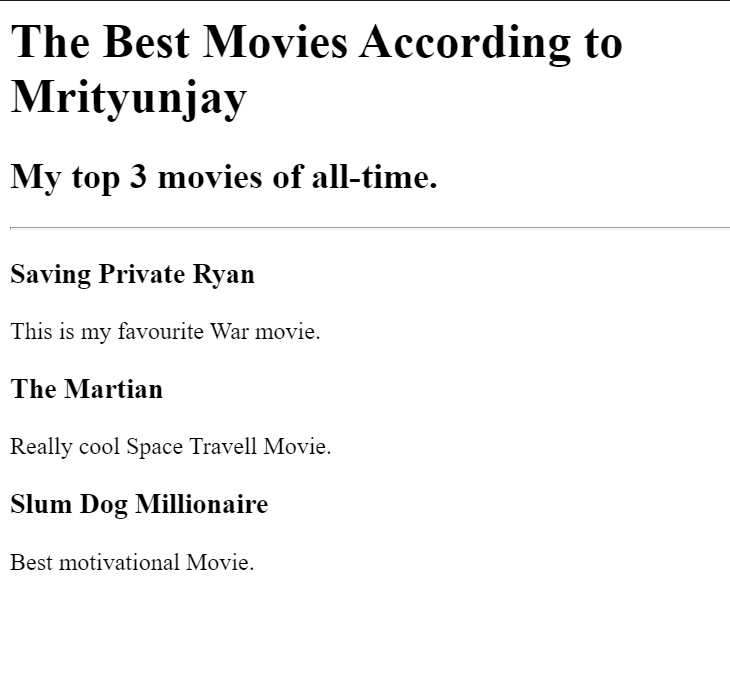 The Best Movies According to
Mrityunjay
My top 3 movies of all-time.
Saving Private Ryan
This is my favourite War movie.
The Martian
Really cool Space Travell Movie.
Slum Dog Millionaire
Best motivational Movie.